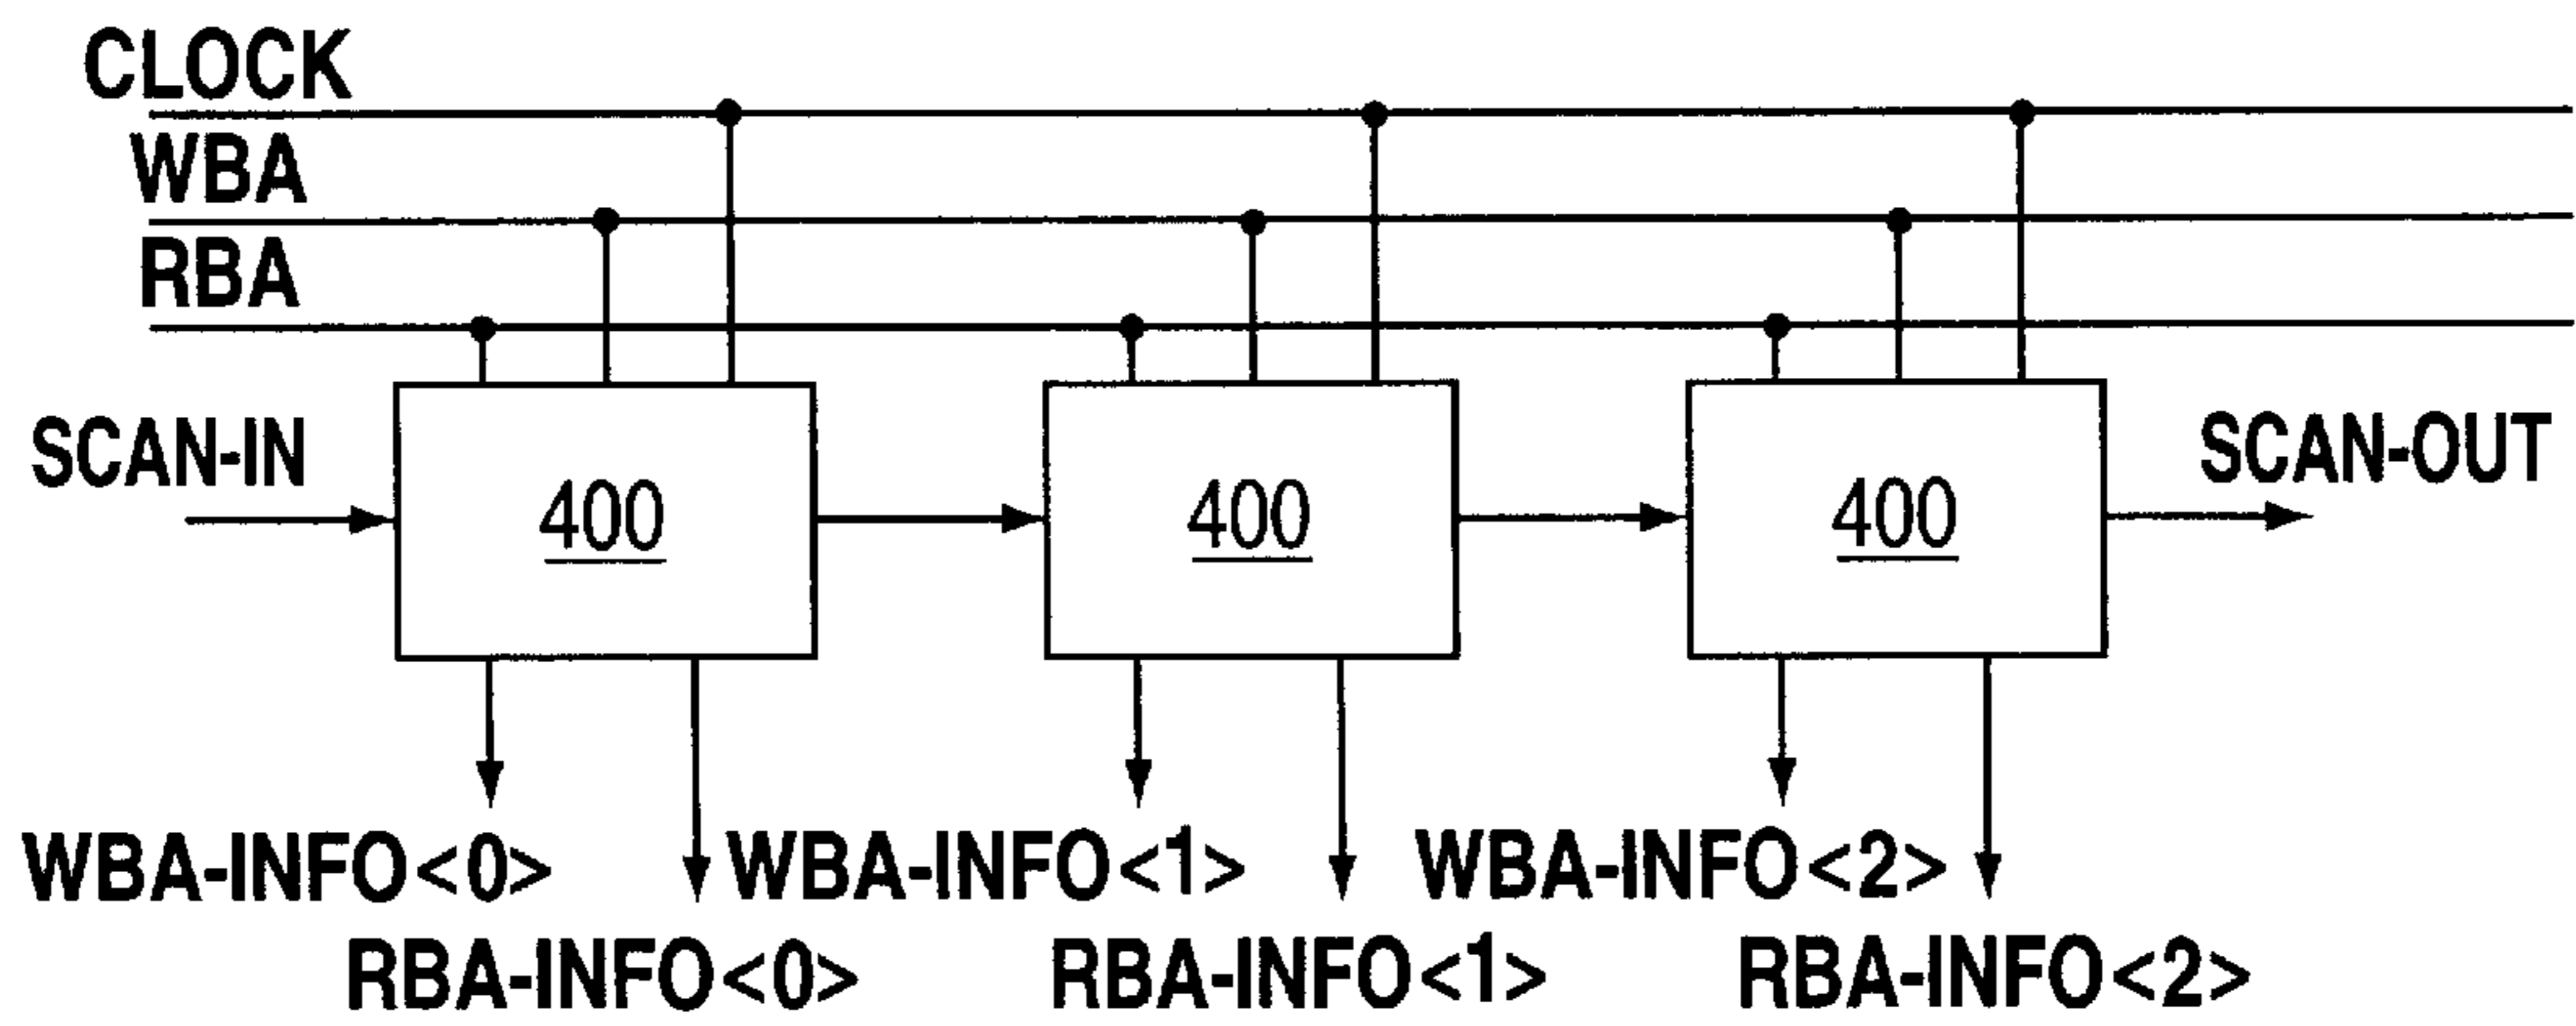 CLOCK
WBA
RBA
SCAN-IN
400
400
400
SCAN-OUT
WBA-INFO<0>
WBA-INFO<1>
WBA-INFO<2>
RBA-INFO<0>
RBA-INFO<1>
RBA-INFO<2>